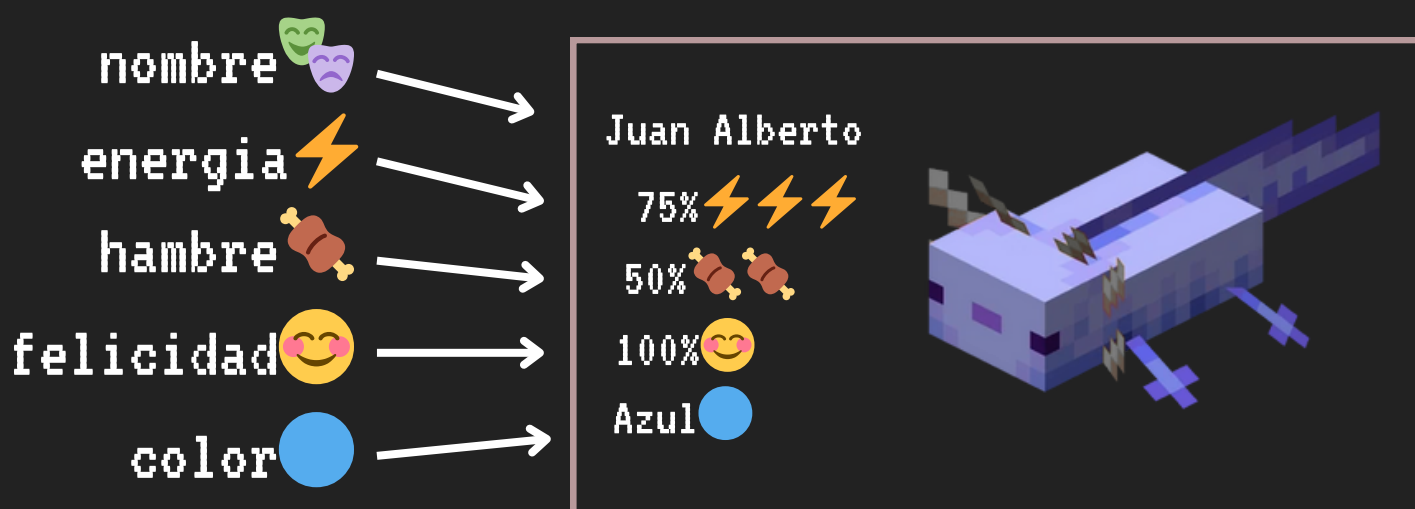 nombre
energia
hambre
felicidad
color
Juan Alberto
75%
50%
100%
Azul